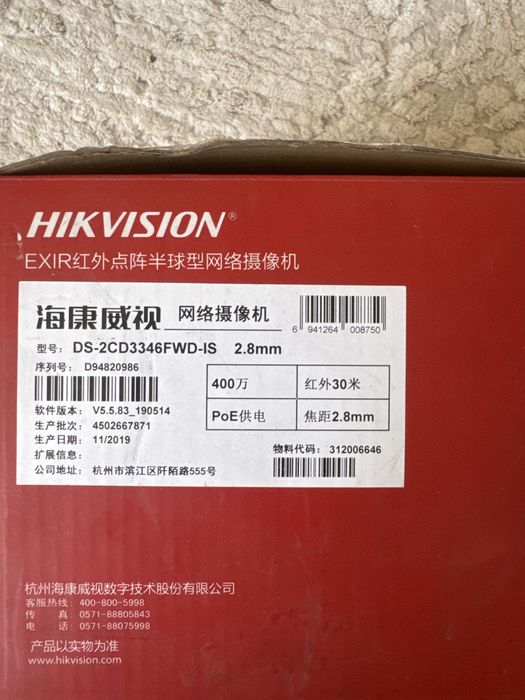 HIKVISION®
EXIR红外点阵半球型网络摄像机
海康威视 网络摄像机
6 941264 008750
型号: DS-2CD3346FWD-IS 2.8mm
序列号: D94820986
400万 红外30米
软件版本: V5.5.83_190514
PoE供电 焦距2.8mm
生产批次: 4502667871
生产日期: 11/2019
扩展信息:
物料代码: 312006646
公司地址: 杭州市滨江区阡陌路555号
杭州海康威视数字技术股份有限公司
客服热线: 400-800-5998
传 真: 0571-88805843
电 话: 0571-88075998
产品以实物为准
www.hikvision.com